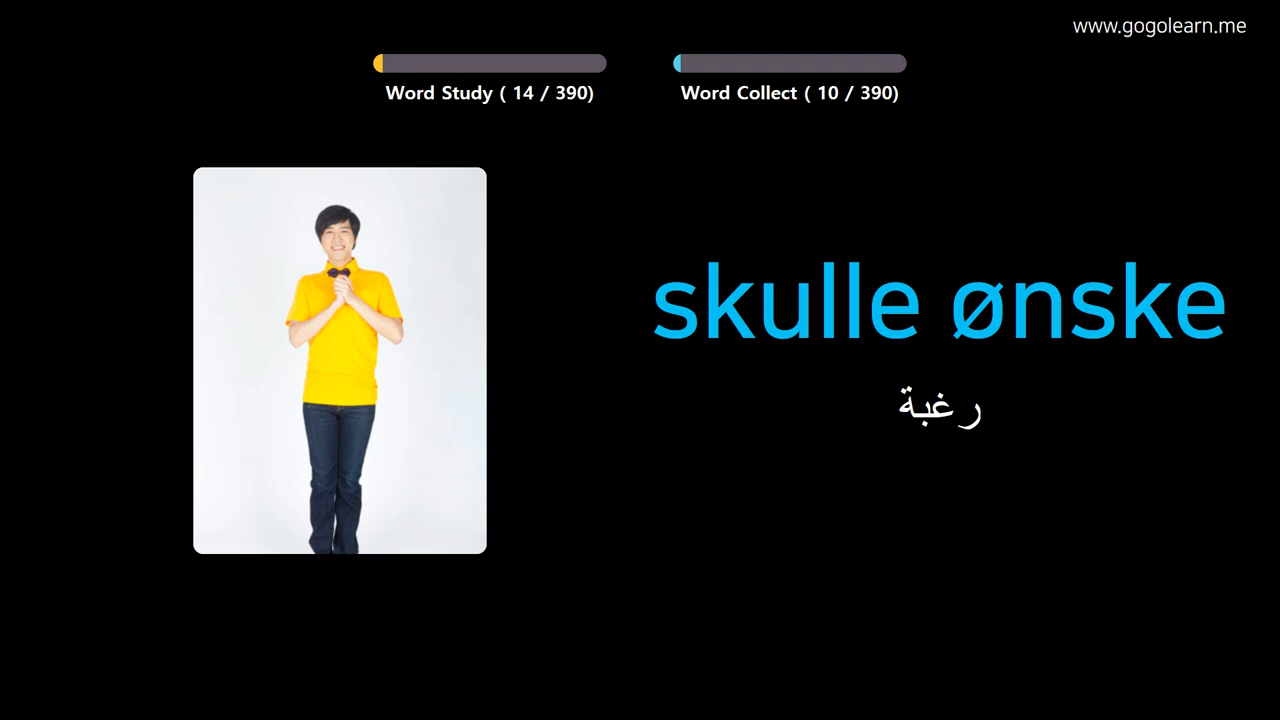 www.gogolearn.me
Word Study ( 14 / 390)
Word Collect ( 10 / 390)
skulle ønske
رغبة